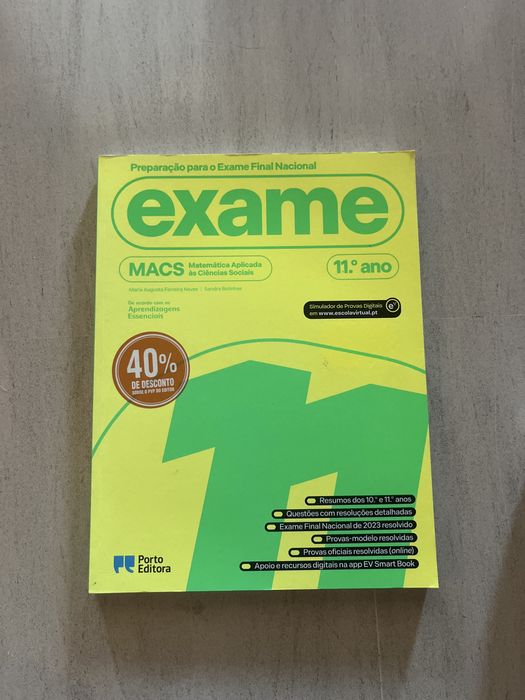 Preparação para o Exame Final Nacional
exame
MACS Matemática Aplicada
às Ciências Sociais
11.º ano
Maria Augusta Ferreira Neves | Sandra Bolinhas
De acordo com as
Aprendizagens
Essenciais
Simulador de Provas Digitais
em www.escolavirtual.pt
40%
DE DESCONTO
SOBRE O PVP DO EDITOR
11
Resumos dos 10.º e 11.º anos
Questões com resoluções detalhadas
Exame Final Nacional de 2023 resolvido
Provas-modelo resolvidas
Provas oficiais resolvidas (online)
Apoio e recursos digitais na app EV Smart Book
Porto
Editora